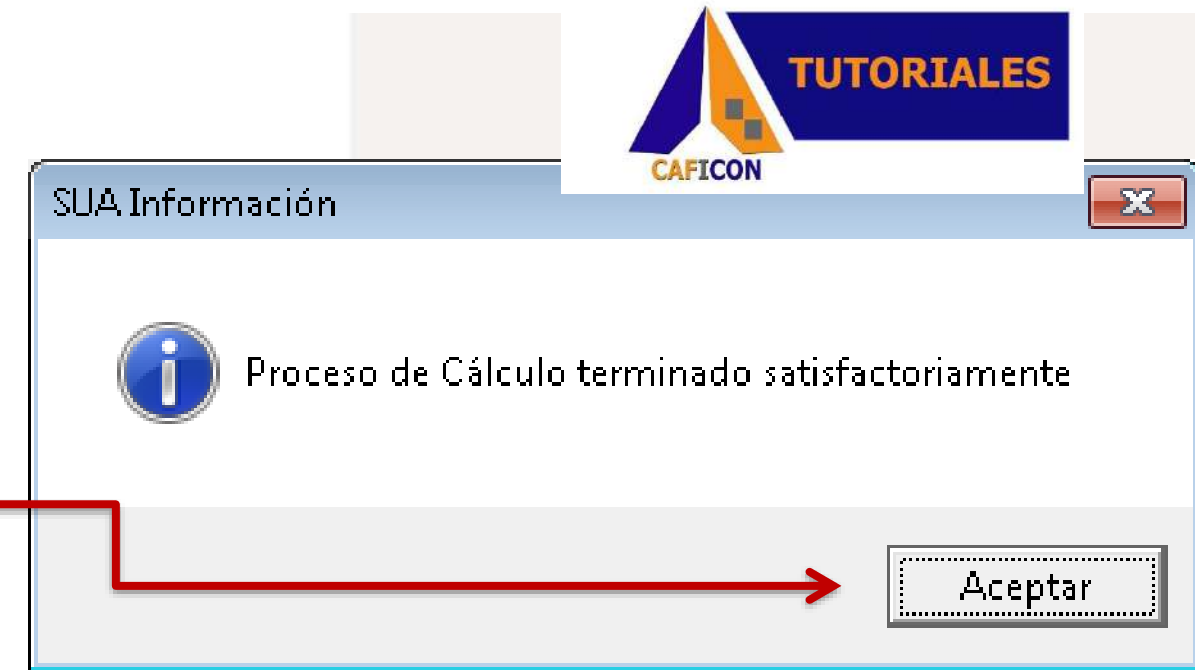 TUTORIALES
CAFICON
SUA Información
Proceso de Cálculo terminado satisfactoriamente
Aceptar